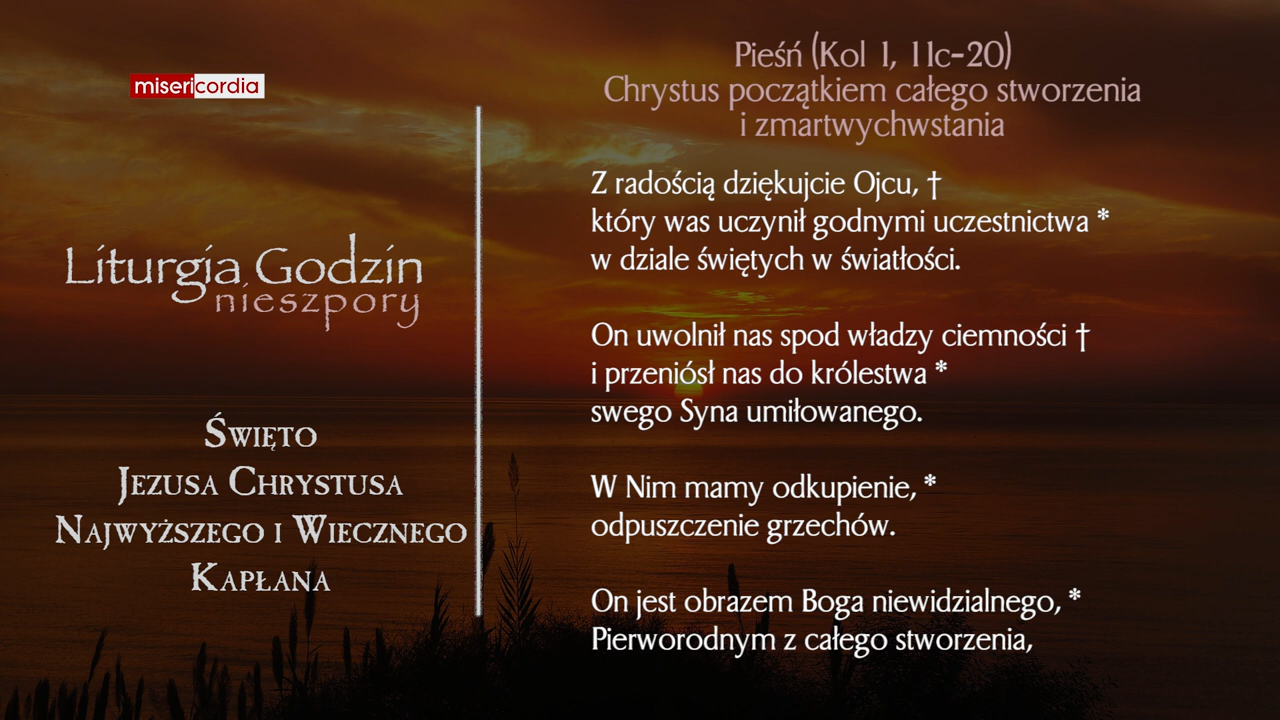 misericordia
Liturgia Godzin
nieszpory
Święto
Jezusa Chrystusa
Najwyższego i Wiecznego
Kapłana
Pieśń (Kol 1, 11c-20)
Chrystus początkiem całego stworzenia
i zmartwychwstania
Z radością dziękujcie Ojcu, †
który was uczynił godnymi uczestnictwa *
w dziale świętych w światłości.
On uwolnił nas spod władzy ciemności †
i przeniósł nas do królestwa *
swego Syna umiłowanego.
W Nim mamy odkupienie, *
odpuszczenie grzechów.
On jest obrazem Boga niewidzialnego, *
Pierworodnym z całego stworzenia,